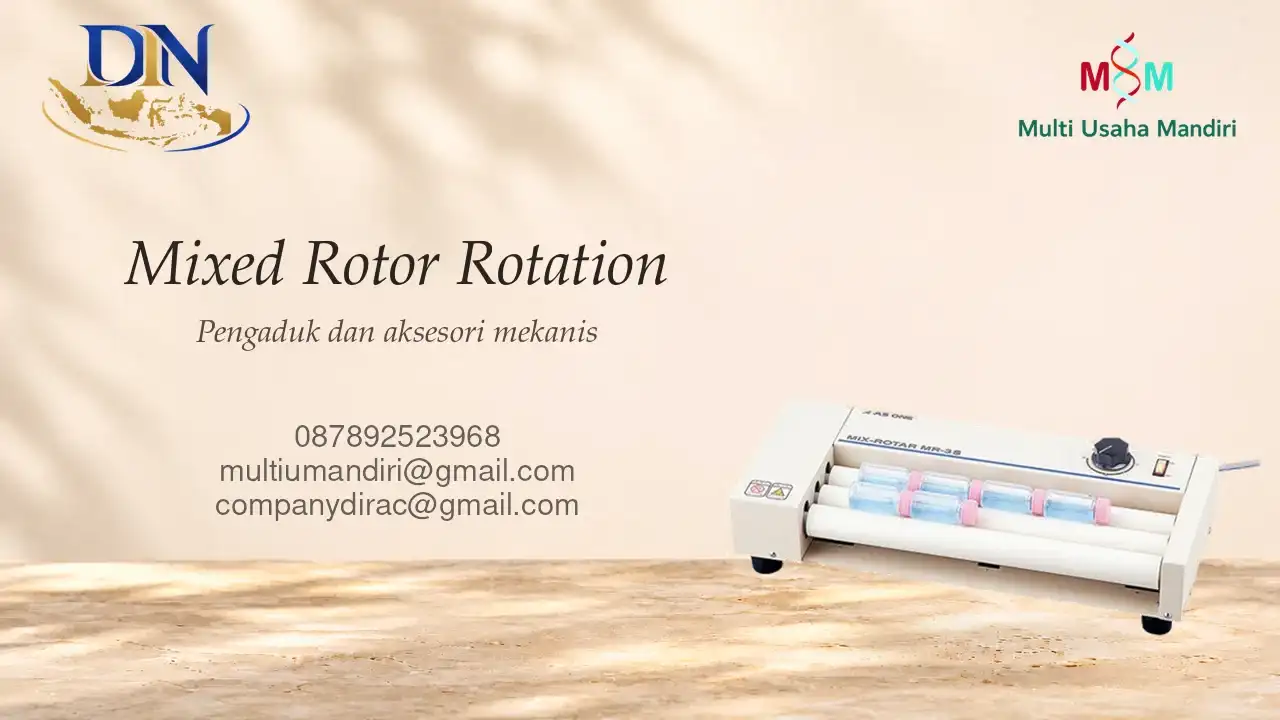 DIN
MSM
Multi Usaha Mandiri
Mixed Rotor Rotation
Pengaduk dan aksesori mekanis
087892523968
multiumandiri@gmail.com
companydirac@gmail.com
AS ONE
MIX-ROTAR MR-3S